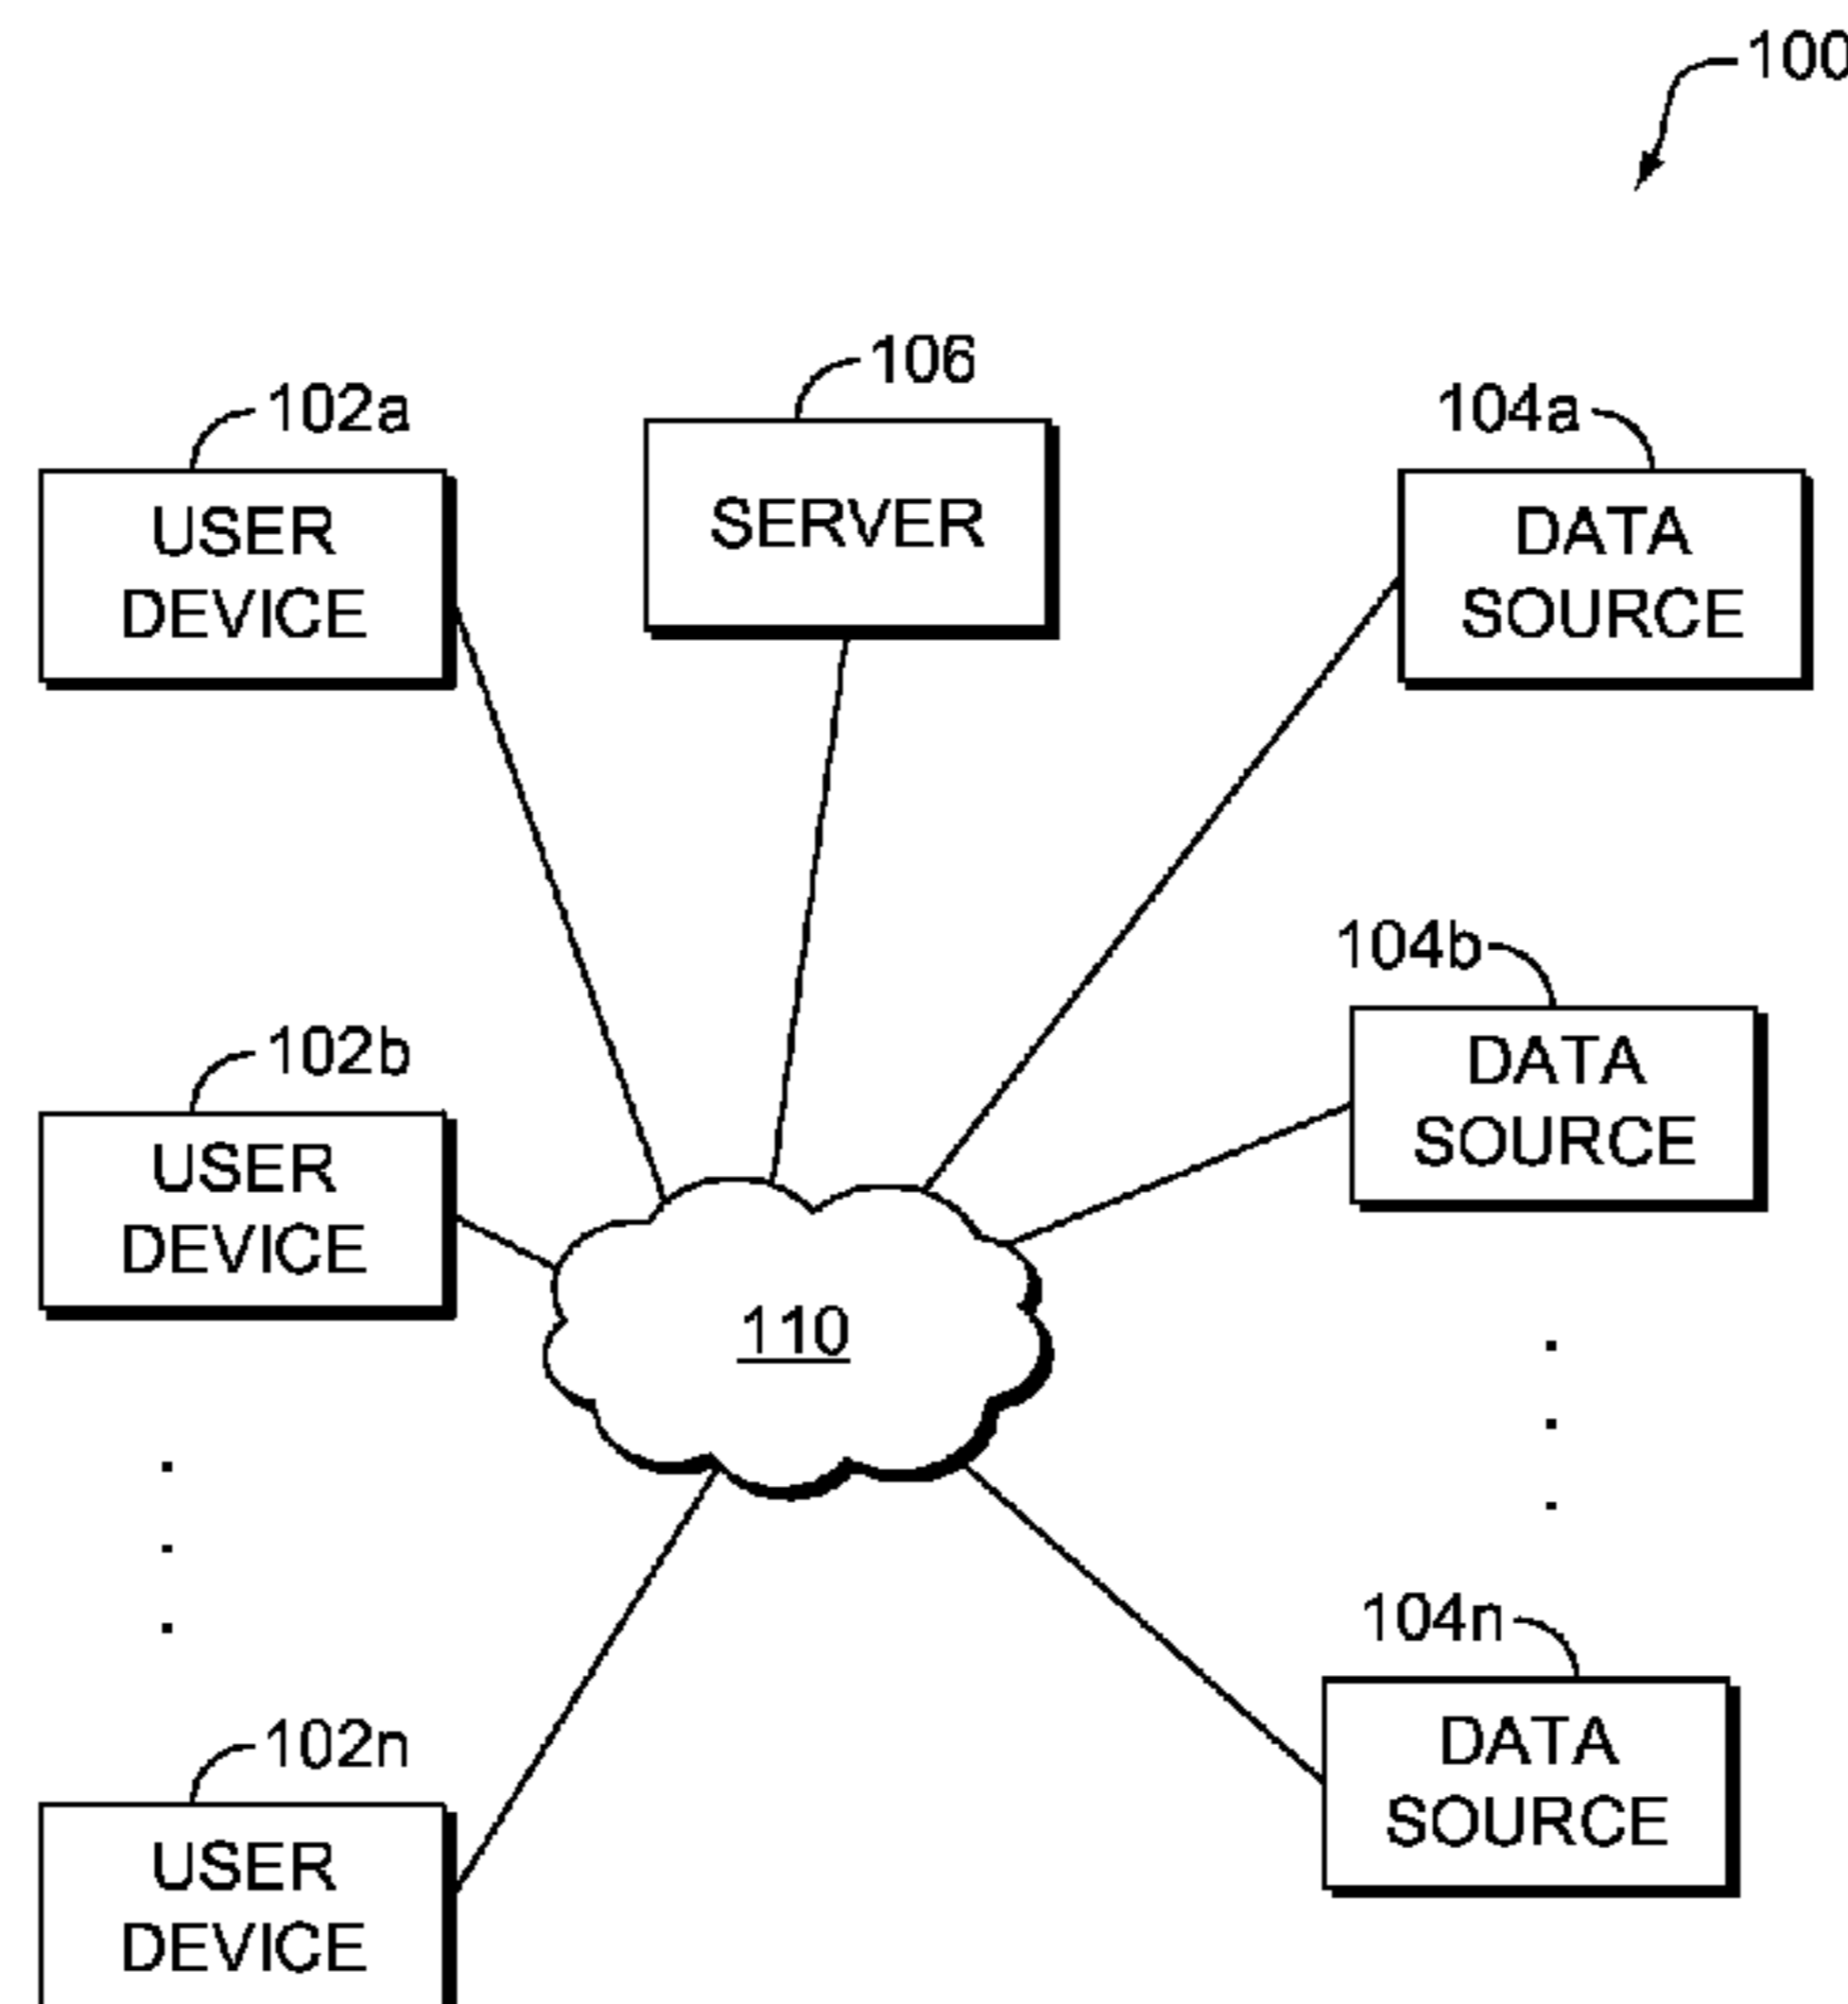 100
106
102a
104a
USER
DEVICE
SERVER
DATA
SOURCE
104b
102b
DATA
SOURCE
USER
DEVICE
110
104n
102n
DATA
SOURCE
USER
DEVICE